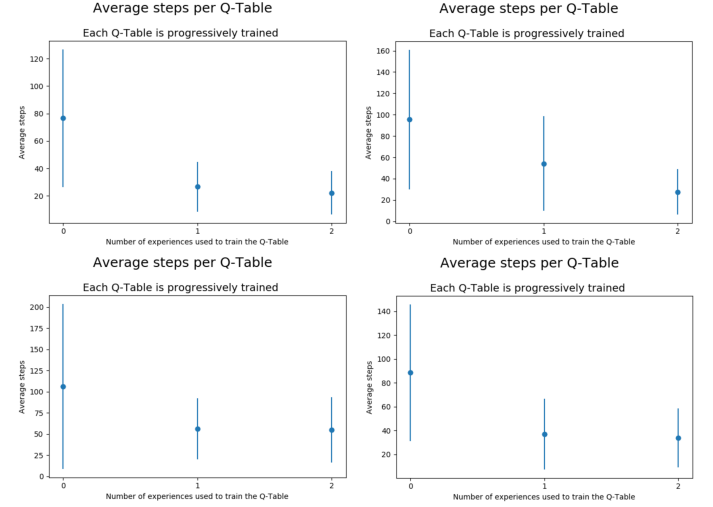 Average steps per Q-Table
Each Q-Table is progressively trained
120
100
80
60
40
20
Average steps
0
1
2
Number of experiences used to train the Q-Table
Average steps per Q-Table
Each Q-Table is progressively trained
160
140
120
100
80
60
40
20
0
Average steps
0
1
2
Number of experiences used to train the Q-Table
Average steps per Q-Table
Each Q-Table is progressively trained
200
175
150
125
100
75
50
25
0
Average steps
0
1
2
Number of experiences used to train the Q-Table
Average steps per Q-Table
Each Q-Table is progressively trained
140
120
100
80
60
40
20
Average steps
0
1
2
Number of experiences used to train the Q-Table